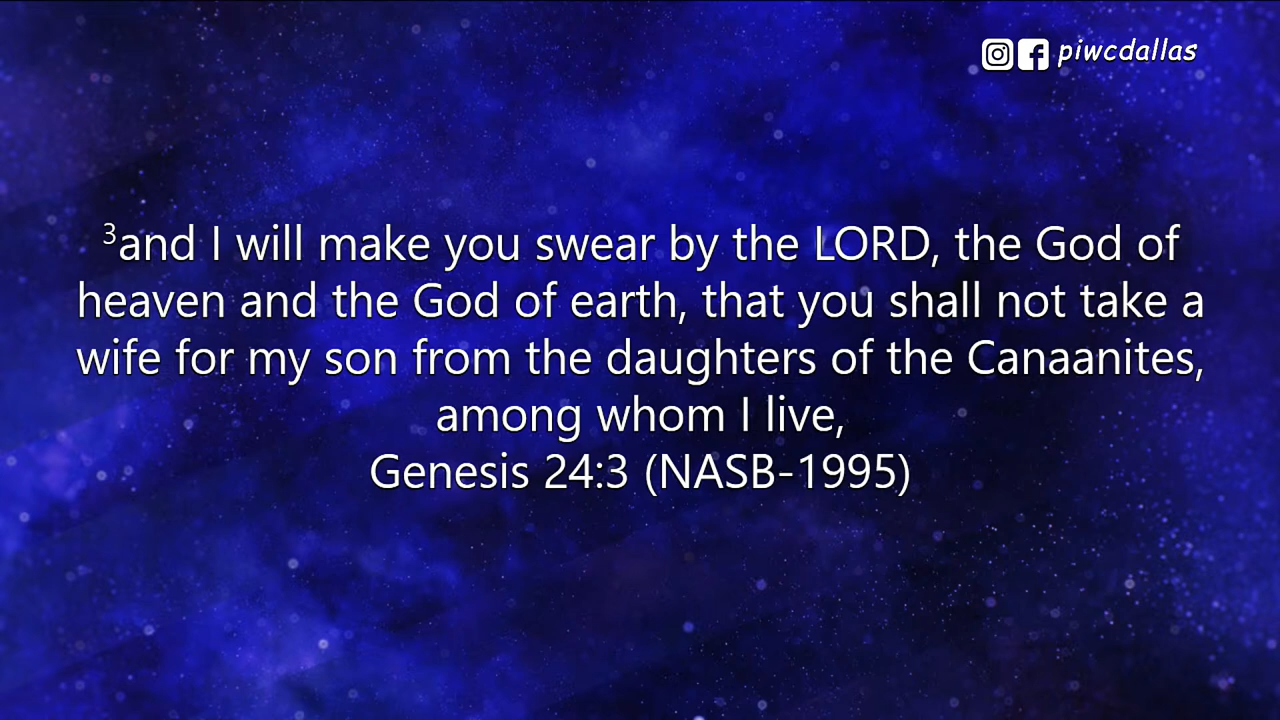 piwcdallas
³and I will make you swear by the LORD, the God of
heaven and the God of earth, that you shall not take a
wife for my son from the daughters of the Canaanites,
among whom I live,
Genesis 24:3 (NASB-1995)